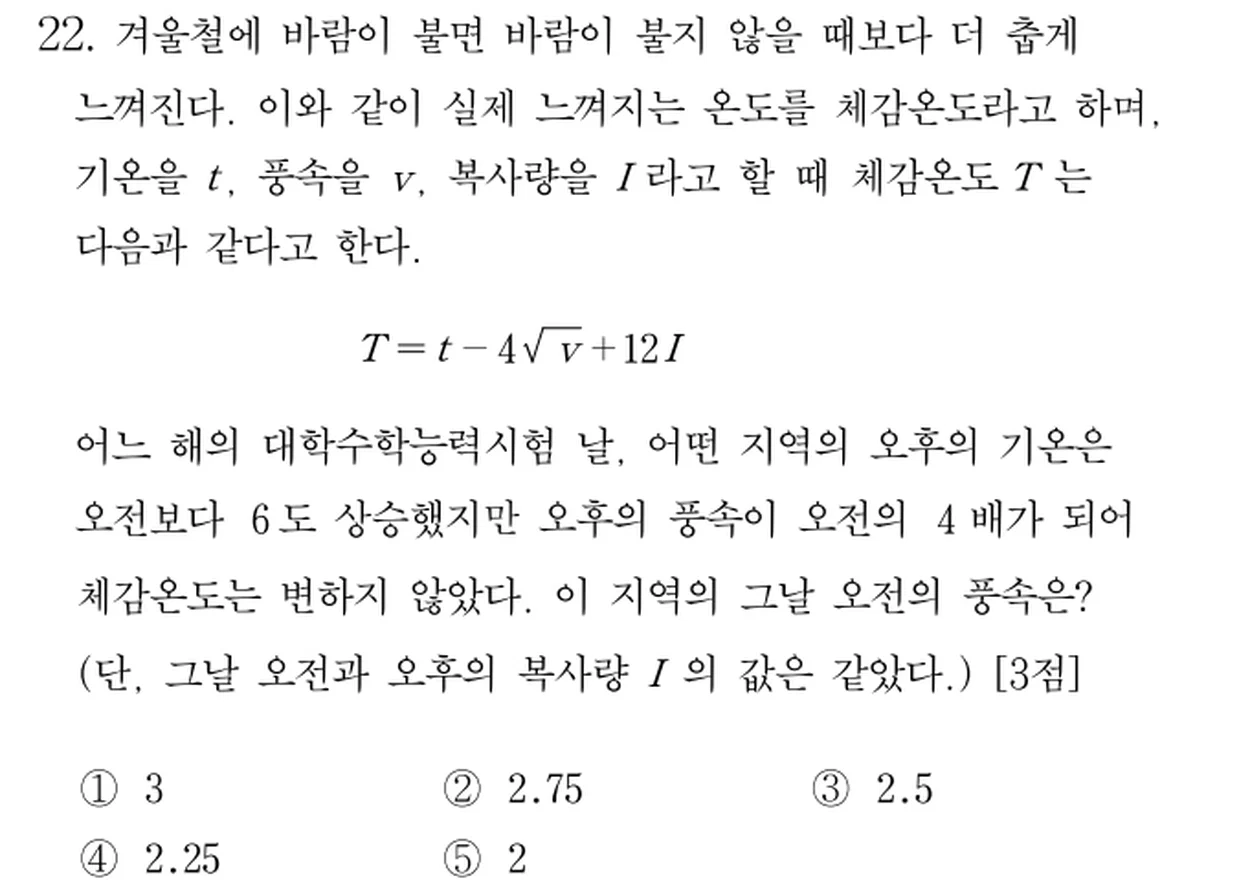 22. 겨울철에 바람이 불면 바람이 불지 않을 때보다 더 춥게
느껴진다. 이와 같이 실제 느껴지는 온도를 체감온도라고 하며,
기온을 t, 풍속을 v, 복사량을 I 라고 할 때 체감온도 T 는
다음과 같다고 한다.
T = t − 4√v + 12I
어느 해의 대학수학능력시험 날, 어떤 지역의 오후의 기온은
오전보다 6도 상승했지만 오후의 풍속이 오전의 4배가 되어
체감온도는 변하지 않았다. 이 지역의 그날 오전의 풍속은?
(단, 그날 오전과 오후의 복사량 I 의 값은 같았다.) [3점]
① 3 ② 2.75 ③ 2.5
④ 2.25 ⑤ 2